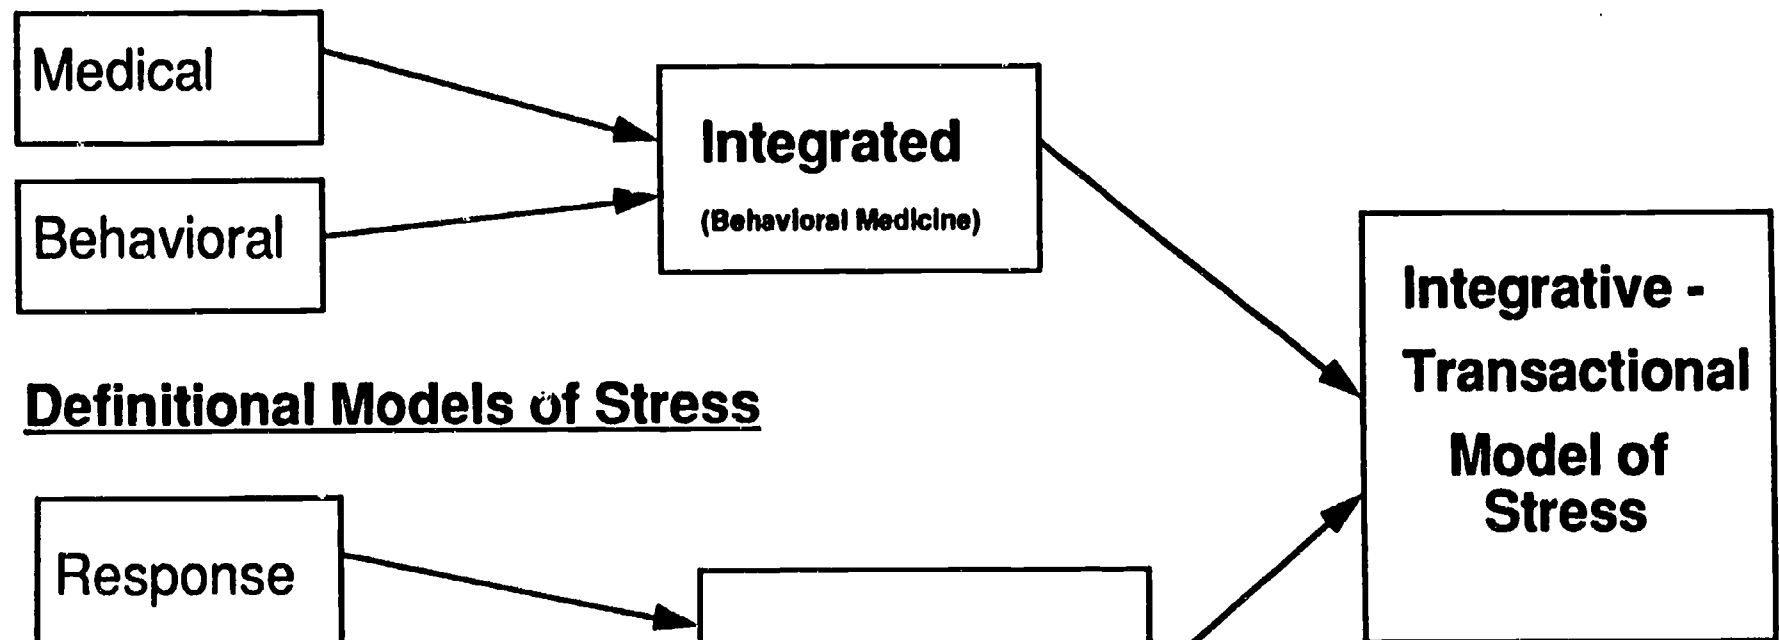 Medical
Behavioral
Integrated
(Behavioral Medicine)
Integrative -
Transactional
Model of
Stress
Definitional Models of Stress
Response